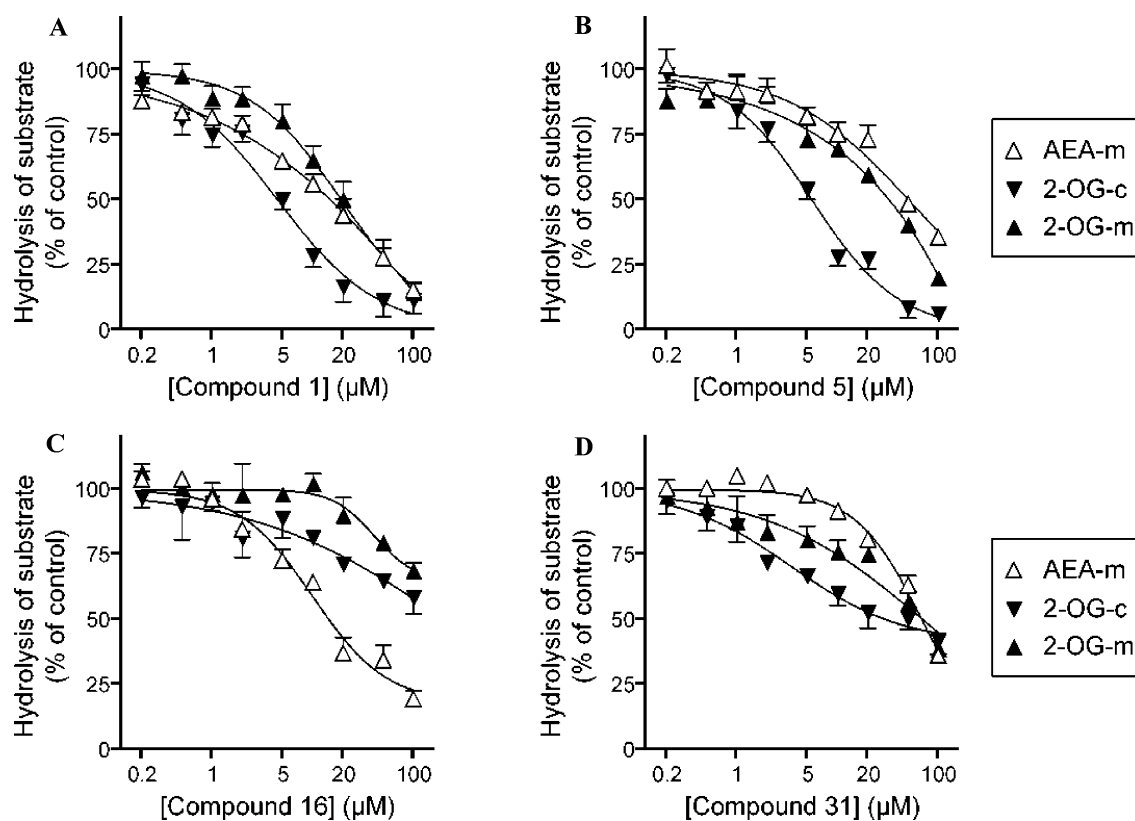 A
Hydrolysis of substrate
(% of control)
100
75
50
25
0
0.2 1 5 20 100
[Compound 1] (µM)
B
Hydrolysis of substrate
(% of control)
100
75
50
25
0
0.2 1 5 20 100
[Compound 5] (µM)
AEA-m
2-OG-c
2-OG-m
C
Hydrolysis of substrate
(% of control)
100
75
50
25
0
0.2 1 5 20 100
[Compound 16] (µM)
D
Hydrolysis of substrate
(% of control)
100
75
50
25
0
0.2 1 5 20 100
[Compound 31] (µM)
AEA-m
2-OG-c
2-OG-m